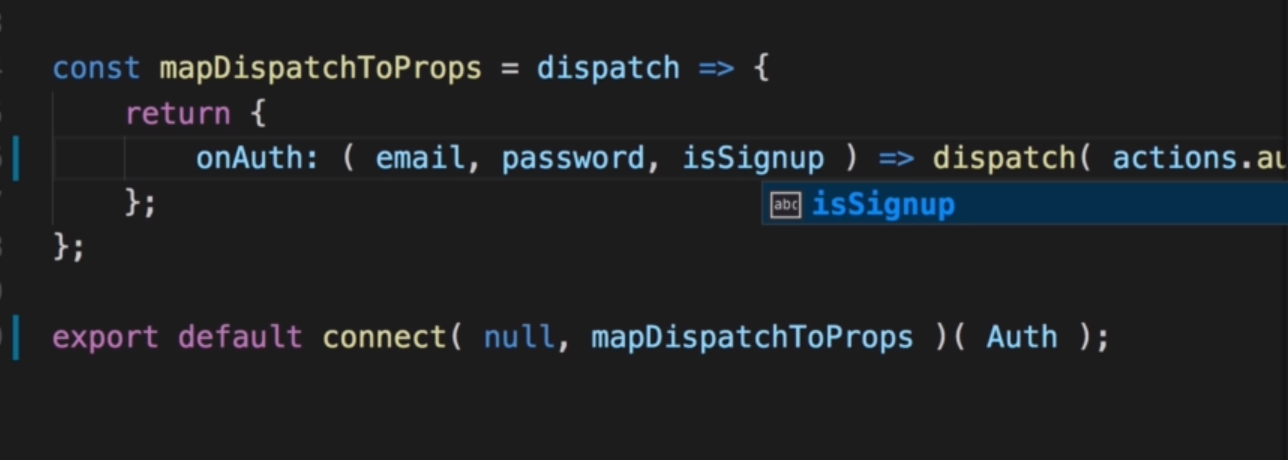 const mapDispatchToProps = dispatch => {
return {
onAuth: ( email, password, isSignup ) => dispatch( actions.au
};
abc isSignup
};
export default connect( null, mapDispatchToProps )( Auth );